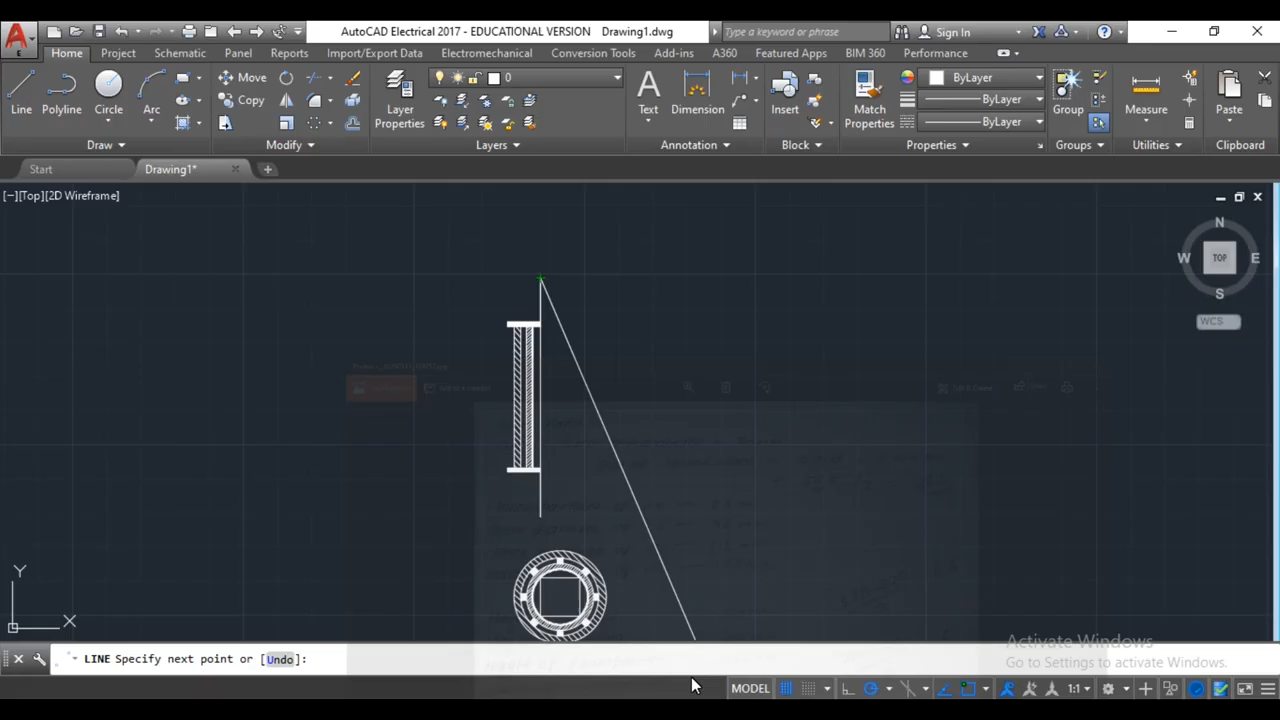 AutoCAD Electrical 2017 - EDUCATIONAL VERSION Drawing1.dwg
Type a keyword or phrase
Sign In
Home Project Schematic Panel Reports Import/Export Data Electromechanical Conversion Tools Add-ins A360 Featured Apps BIM 360 Performance
Line Polyline Circle Arc
Move
Copy
Layer Properties
0
Text Dimension
Insert
Match Properties
ByLayer
ByLayer
ByLayer
Group
Measure
Paste
Draw Modify Layers Annotation Block Properties Groups Utilities Clipboard
Start Drawing1*
[−][Top][2D Wireframe]
N
W TOP E
S
WCS
Y
X
LINE Specify next point or [Undo]:
Activate Windows
Go to Settings to activate Windows.
MODEL 1:1